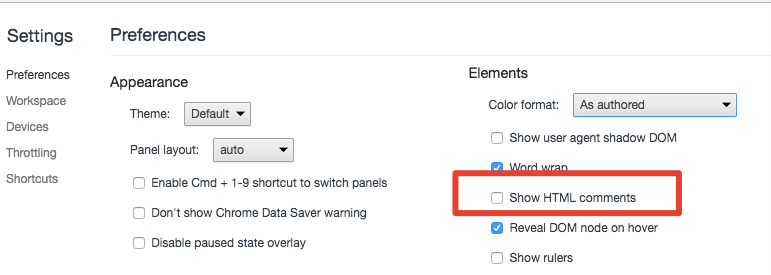 Settings
Preferences
Workspace
Devices
Throttling
Shortcuts
Preferences
Appearance
Theme: Default
Panel layout: auto
Enable Cmd + 1-9 shortcut to switch panels
Don't show Chrome Data Saver warning
Disable paused state overlay
Elements
Color format: As authored
Show user agent shadow DOM
Word wrap
Show HTML comments
Reveal DOM node on hover
Show rulers